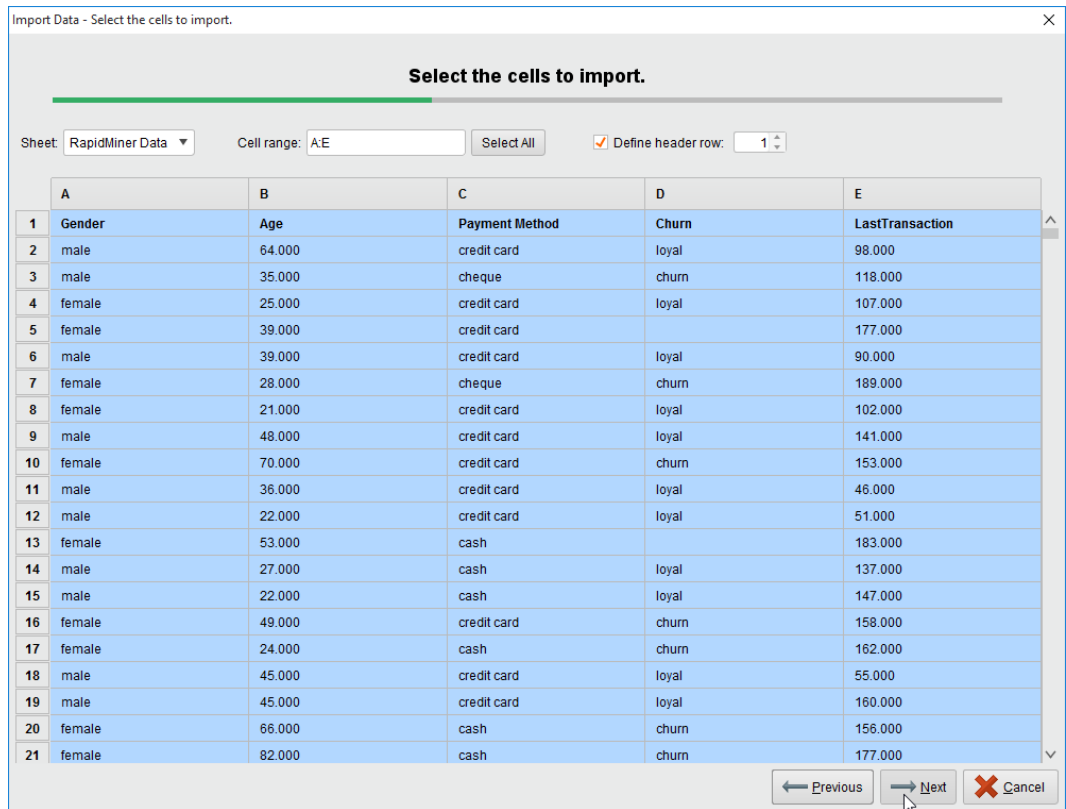 Import Data - Select the cells to import.
Select the cells to import.
Sheet: RapidMiner Data Cell range: A:E Select All Define header row: 1
A B C D E
1 Gender Age Payment Method Churn LastTransaction
2 male 64.000 credit card loyal 98.000
3 male 35.000 cheque churn 118.000
4 female 25.000 credit card loyal 107.000
5 female 39.000 credit card 177.000
6 male 39.000 credit card loyal 90.000
7 female 28.000 cheque churn 189.000
8 female 21.000 credit card loyal 102.000
9 male 48.000 credit card loyal 141.000
10 female 70.000 credit card churn 153.000
11 male 36.000 credit card loyal 46.000
12 male 22.000 credit card loyal 51.000
13 female 53.000 cash 183.000
14 male 27.000 cash loyal 137.000
15 male 22.000 cash loyal 147.000
16 female 49.000 credit card churn 158.000
17 female 24.000 cash churn 162.000
18 male 45.000 credit card loyal 55.000
19 male 45.000 credit card loyal 160.000
20 female 66.000 cash churn 156.000
21 female 82.000 cash churn 177.000
Previous Next Cancel